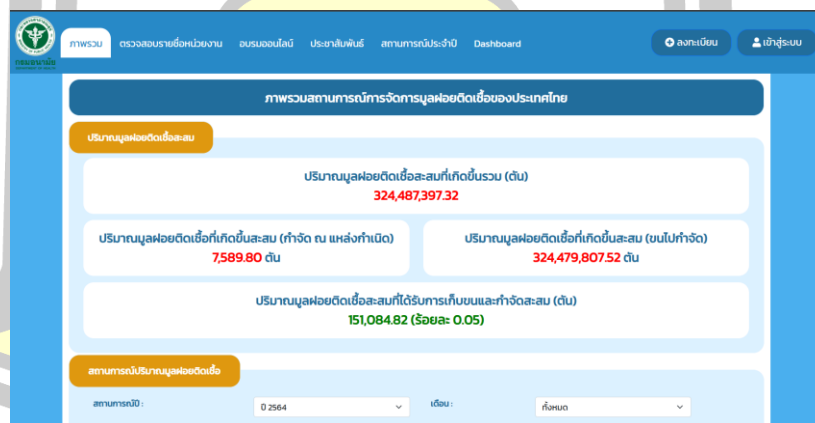 กรมอนามัย
ภาพรวม ตรวจสอบรายชื่อหน่วยงาน อบรมออนไลน์ ประชาสัมพันธ์ สถานการณ์ประจำปี Dashboard ลงทะเบียน เข้าสู่ระบบ
ภาพรวมสถานการณ์การจัดการมูลฝอยติดเชื้อของประเทศไทย
ปริมาณมูลฝอยติดเชื้อสะสม
ปริมาณมูลฝอยติดเชื้อสะสมที่เกิดขึ้นรวม (ตัน)
324,487,397.32
ปริมาณมูลฝอยติดเชื้อที่เกิดขึ้นสะสม (กำจัด ณ แหล่งกำเนิด)
7,589.80 ตัน
ปริมาณมูลฝอยติดเชื้อที่เกิดขึ้นสะสม (ขนไปกำจัด)
324,479,807.52 ตัน
ปริมาณมูลฝอยติดเชื้อสะสมที่ได้รับการเก็บขนและกำจัดสะสม (ตัน)
151,084.82 (ร้อยละ 0.05)
สถานการณ์ปริมาณมูลฝอยติดเชื้อ
สถานการณ์ปี : ปี 2564 เดือน : ทั้งหมด